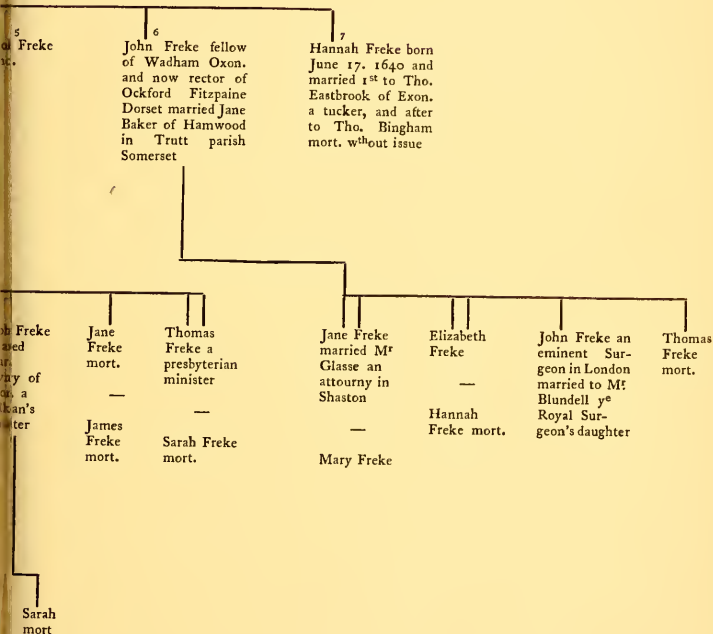 5
Freke
6
John Freke fellow
of Wadham Oxon.
and now rector of
Ockford Fitzpaine
Dorset married Jane
Baker of Hamwood
in Trutt parish
Somerset
7
Hannah Freke born
June 17. 1640 and
married 1st to Tho.
Eastbrook of Exon.
a tucker, and after
to Tho. Bingham
mort. wthout issue
Freke
of
a
Jane
Freke
mort.
—
James
Freke
mort.
Thomas
Freke a
presbyterian
minister
—
Sarah Freke
mort.
Jane Freke
married Mr
Glasse an
attourny in
Shaston
—
Mary Freke
Elizabeth
Freke
—
Hannah
Freke mort.
John Freke an
eminent Sur-
geon in London
married to Mr.
Blundell ye
Royal Sur-
geon's daughter
Thomas
Freke
mort.
Sarah
mort